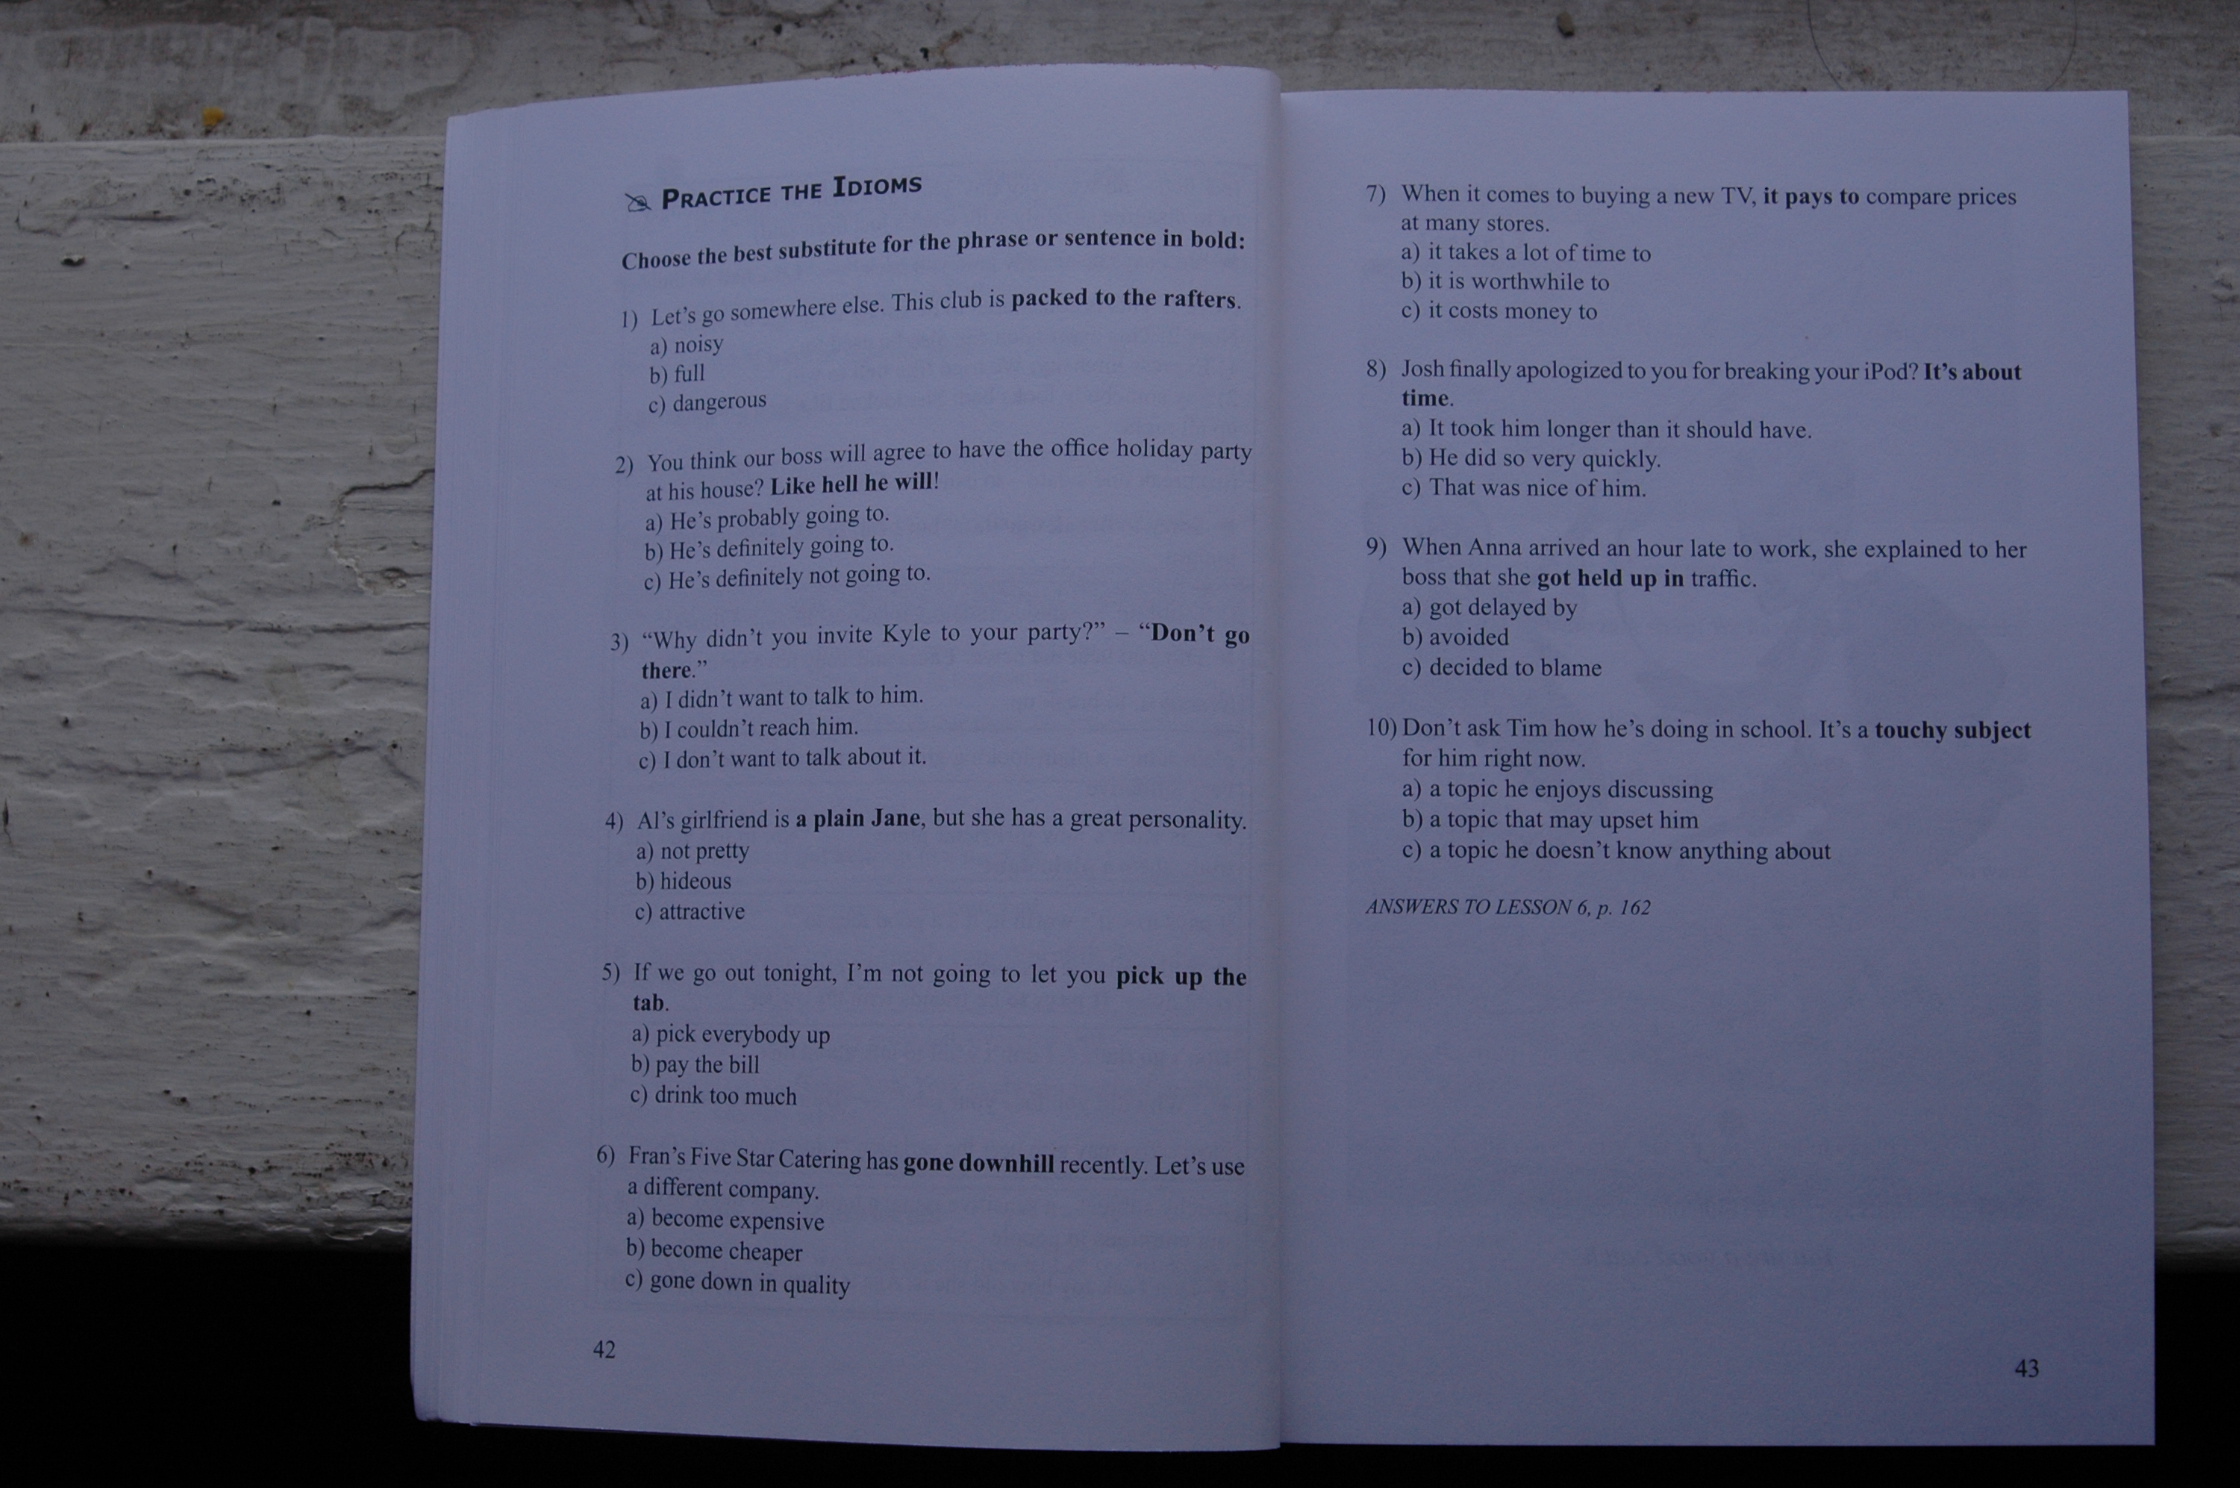 PRACTICE THE IDIOMS
Choose the best substitute for the phrase or sentence in bold:
1) Let's go somewhere else. This club is packed to the rafters.
a) noisy
b) full
c) dangerous
2) You think our boss will agree to have the office holiday party
at his house? Like hell he will!
a) He's probably going to.
b) He's definitely going to.
c) He's definitely not going to.
3) “Why didn't you invite Kyle to your party?” – “Don't go
there.”
a) I didn't want to talk to him.
b) I couldn't reach him.
c) I don't want to talk about it.
4) Al's girlfriend is a plain Jane, but she has a great personality.
a) not pretty
b) hideous
c) attractive
5) If we go out tonight, I'm not going to let you pick up the
tab.
a) pick everybody up
b) pay the bill
c) drink too much
6) Fran's Five Star Catering has gone downhill recently. Let's use
a different company.
a) become expensive
b) become cheaper
c) gone down in quality
42
7) When it comes to buying a new TV, it pays to compare prices
at many stores.
a) it takes a lot of time to
b) it is worthwhile to
c) it costs money to
8) Josh finally apologized to you for breaking your iPod? It's about
time.
a) It took him longer than it should have.
b) He did so very quickly.
c) That was nice of him.
9) When Anna arrived an hour late to work, she explained to her
boss that she got held up in traffic.
a) got delayed by
b) avoided
c) decided to blame
10) Don't ask Tim how he's doing in school. It's a touchy subject
for him right now.
a) a topic he enjoys discussing
b) a topic that may upset him
c) a topic he doesn't know anything about
ANSWERS TO LESSON 6, p. 162
43